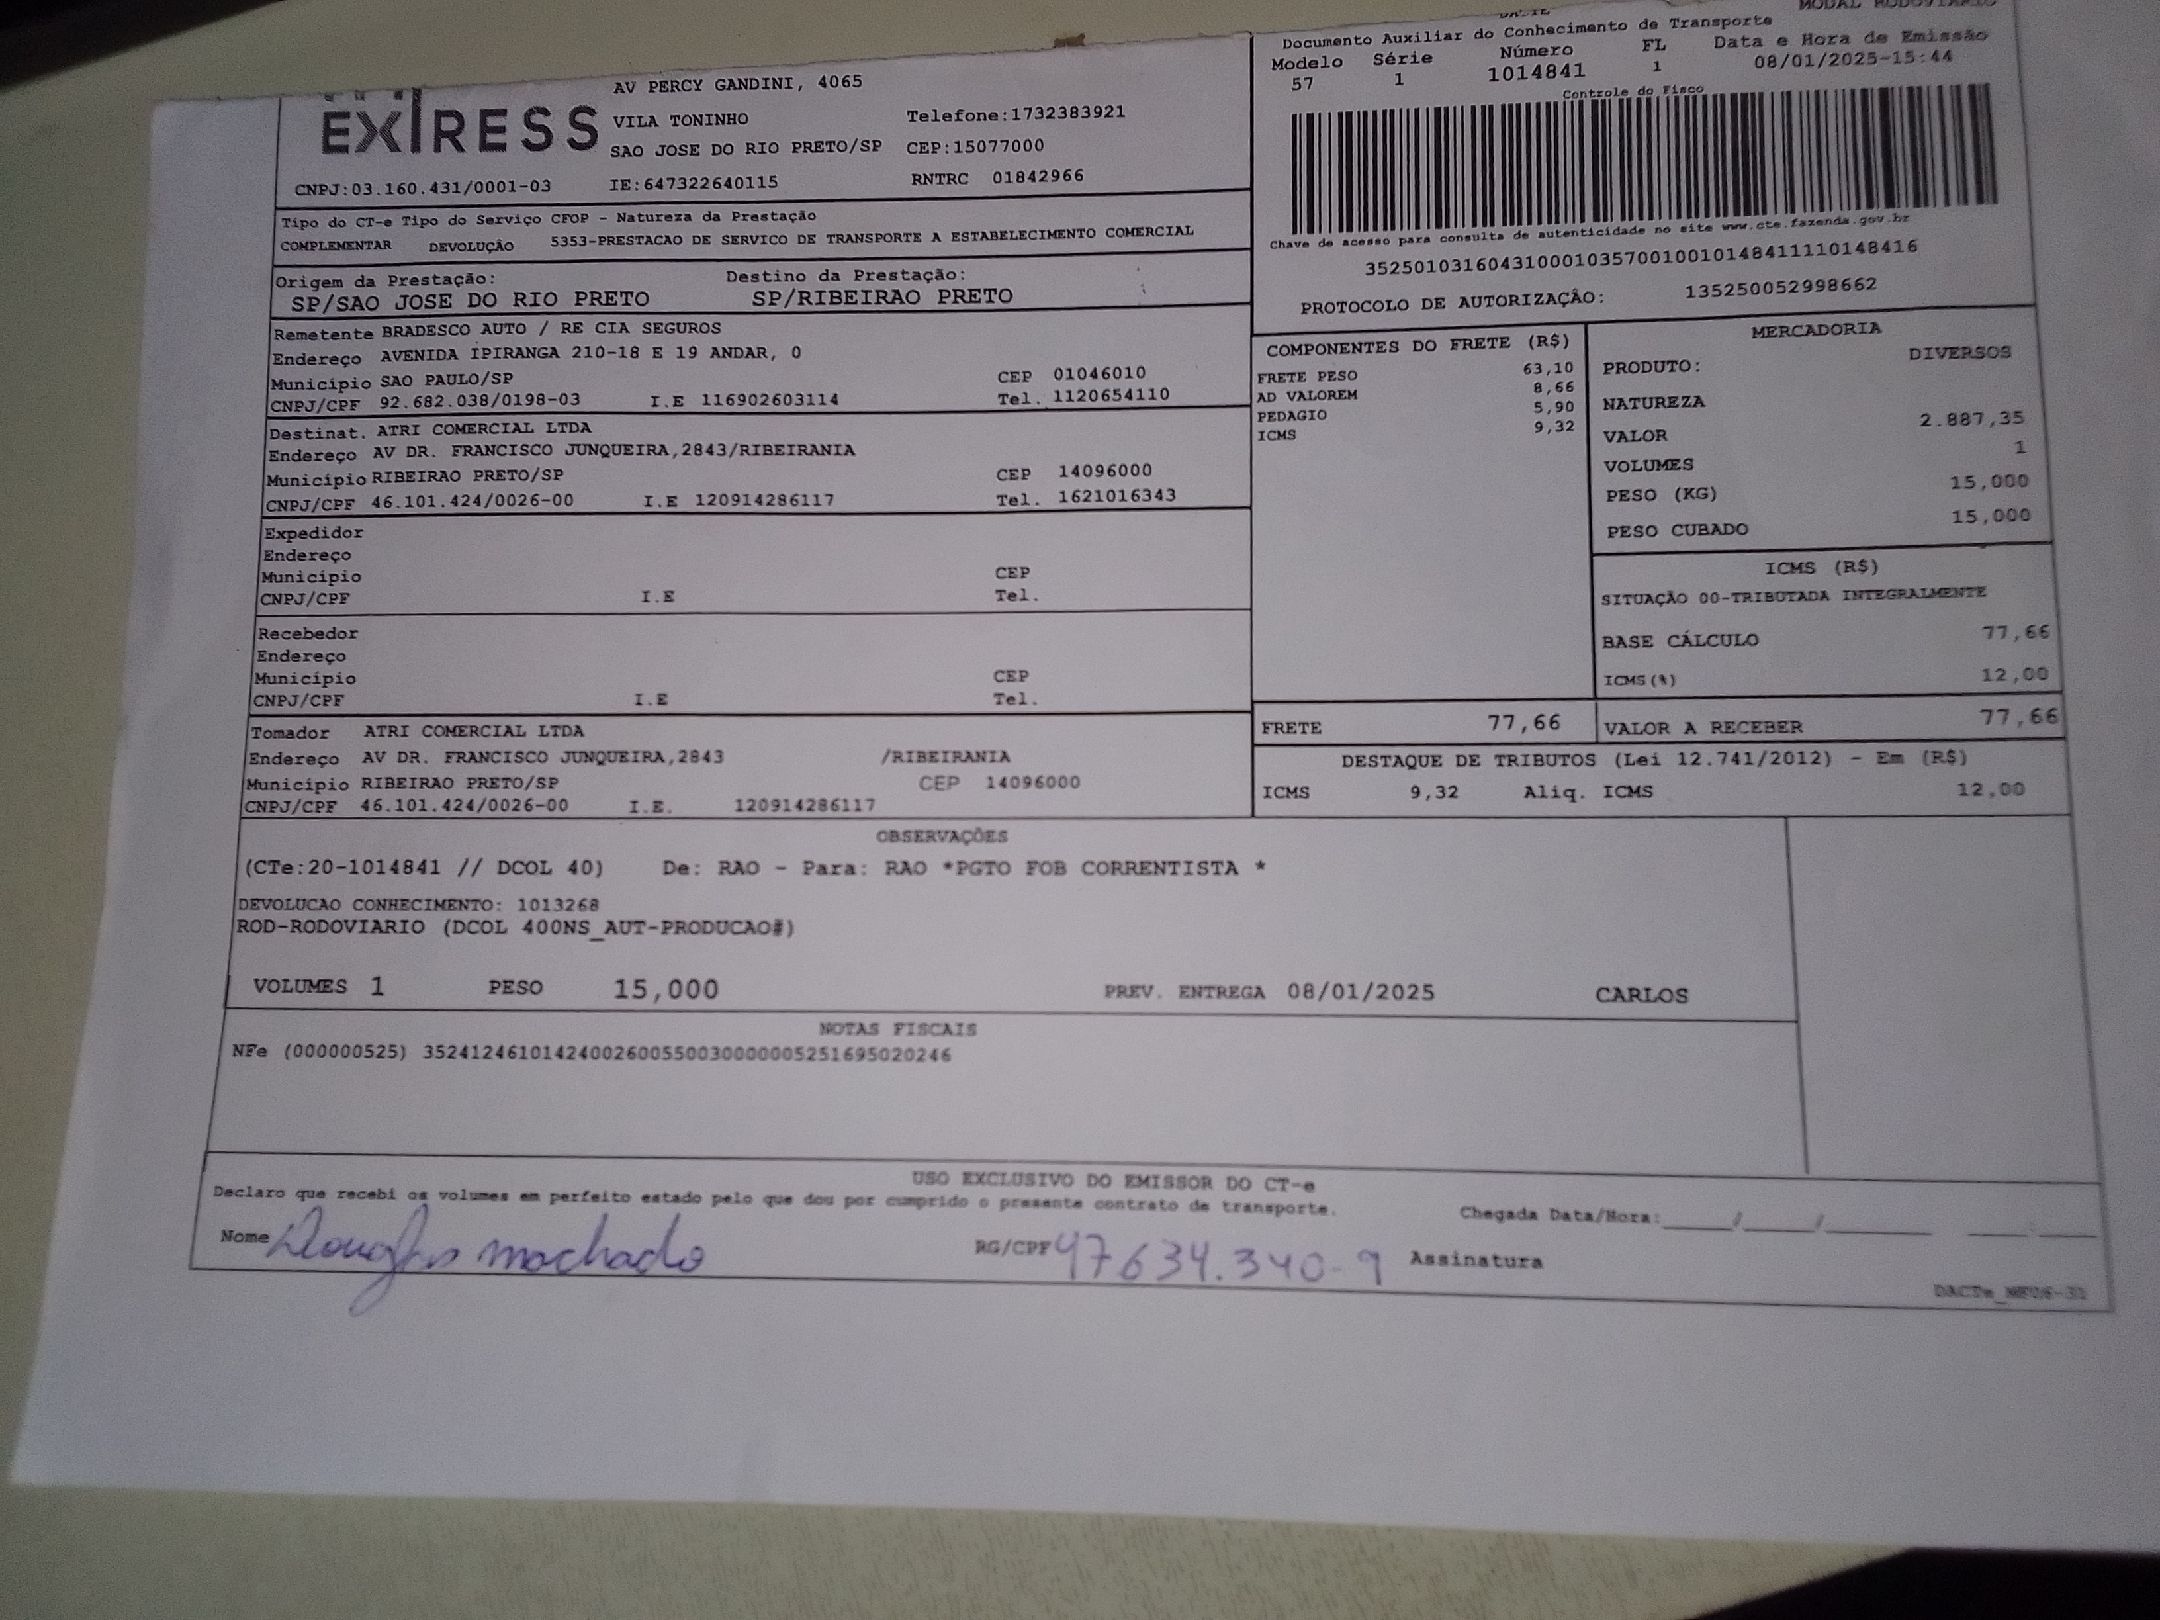 MODAL RODOVIARIO
Documento Auxiliar do Conhecimento de Transporte
Modelo Série Número FL Data e Hora de Emissão
57 1 1014841 1 08/01/2025-15:44
Controle do Fisco
EXPRESS
AV PERCY GANDINI, 4065
VILA TONINHO Telefone:1732383921
SAO JOSE DO RIO PRETO/SP CEP:15077000
CNPJ:03.160.431/0001-03 IE:647322640115 RNTRC 01842966
Tipo do CT-e Tipo do Serviço CFOP - Natureza da Prestação
COMPLEMENTAR DEVOLUÇÂO 5353-PRESTACAO DE SERVICO DE TRANSPORTE A ESTABELECIMENTO COMERCIAL
Chave de acesso para consulta de autenticidade no site www.cte.fazenda.gov.br
35250103160431000103570010010148411110148416
PROTOCOLO DE AUTORIZAÇÃO: 135250052998662
Origem da Prestação: Destino da Prestação:
SP/SAO JOSE DO RIO PRETO SP/RIBEIRAO PRETO
Remetente BRADESCO AUTO / RE CIA SEGUROS
Endereço AVENIDA IPIRANGA 210-18 E 19 ANDAR, 0
Município SAO PAULO/SP CEP 01046010
CNPJ/CPF 92.682.038/0198-03 I.E 116902603114 Tel. 1120654110
Destinat. ATRI COMERCIAL LTDA
Endereço AV DR. FRANCISCO JUNQUEIRA,2843/RIBEIRANIA
Município RIBEIRAO PRETO/SP CEP 14096000
CNPJ/CPF 46.101.424/0026-00 I.E 120914286117 Tel. 1621016343
Expedidor
Endereço
Município CEP
CNPJ/CPF I.E Tel.
Recebedor
Endereço
Município CEP
CNPJ/CPF I.E Tel.
Tomador ATRI COMERCIAL LTDA
Endereço AV DR. FRANCISCO JUNQUEIRA,2843 /RIBEIRANIA
Município RIBEIRAO PRETO/SP CEP 14096000
CNPJ/CPF 46.101.424/0026-00 I.E. 120914286117
COMPONENTES DO FRETE (R$)
FRETE PESO 63,10
AD VALOREM 8,66
PEDAGIO 5,90
ICMS 9,32
MERCADORIA
PRODUTO: DIVERSOS
NATUREZA
VALOR 2.887,35
VOLUMES 1
PESO (KG) 15,000
PESO CUBADO 15,000
ICMS (R$)
SITUAÇÃO 00-TRIBUTADA INTEGRALMENTE
BASE CÁLCULO 77,66
ICMS(%) 12,00
FRETE 77,66 VALOR A RECEBER 77,66
DESTAQUE DE TRIBUTOS (Lei 12.741/2012) - Em (R$)
ICMS 9,32 Aliq. ICMS 12,00
OBSERVAÇÕES
(CTe:20-1014841 // DCOL 40) De: RAO - Para: RAO *PGTO FOB CORRENTISTA *
DEVOLUCAO CONHECIMENTO: 1013268
ROD-RODOVIARIO (DCOL 400NS_AUT-PRODUCAO#)
VOLUMES 1 PESO 15,000 PREV. ENTREGA 08/01/2025 CARLOS
NOTAS FISCAIS
NFe (000000525) 35241246101424002600550030000005251695020246
USO EXCLUSIVO DO EMISSOR DO CT-e
Declaro que recebi os volumes em perfeito estado pelo que dou por cumprido o presente contrato de transporte.
Chegada Data/Hora:____/____/____ __:__
Nome Douglas machado RG/CPF 47634.340-9 Assinatura